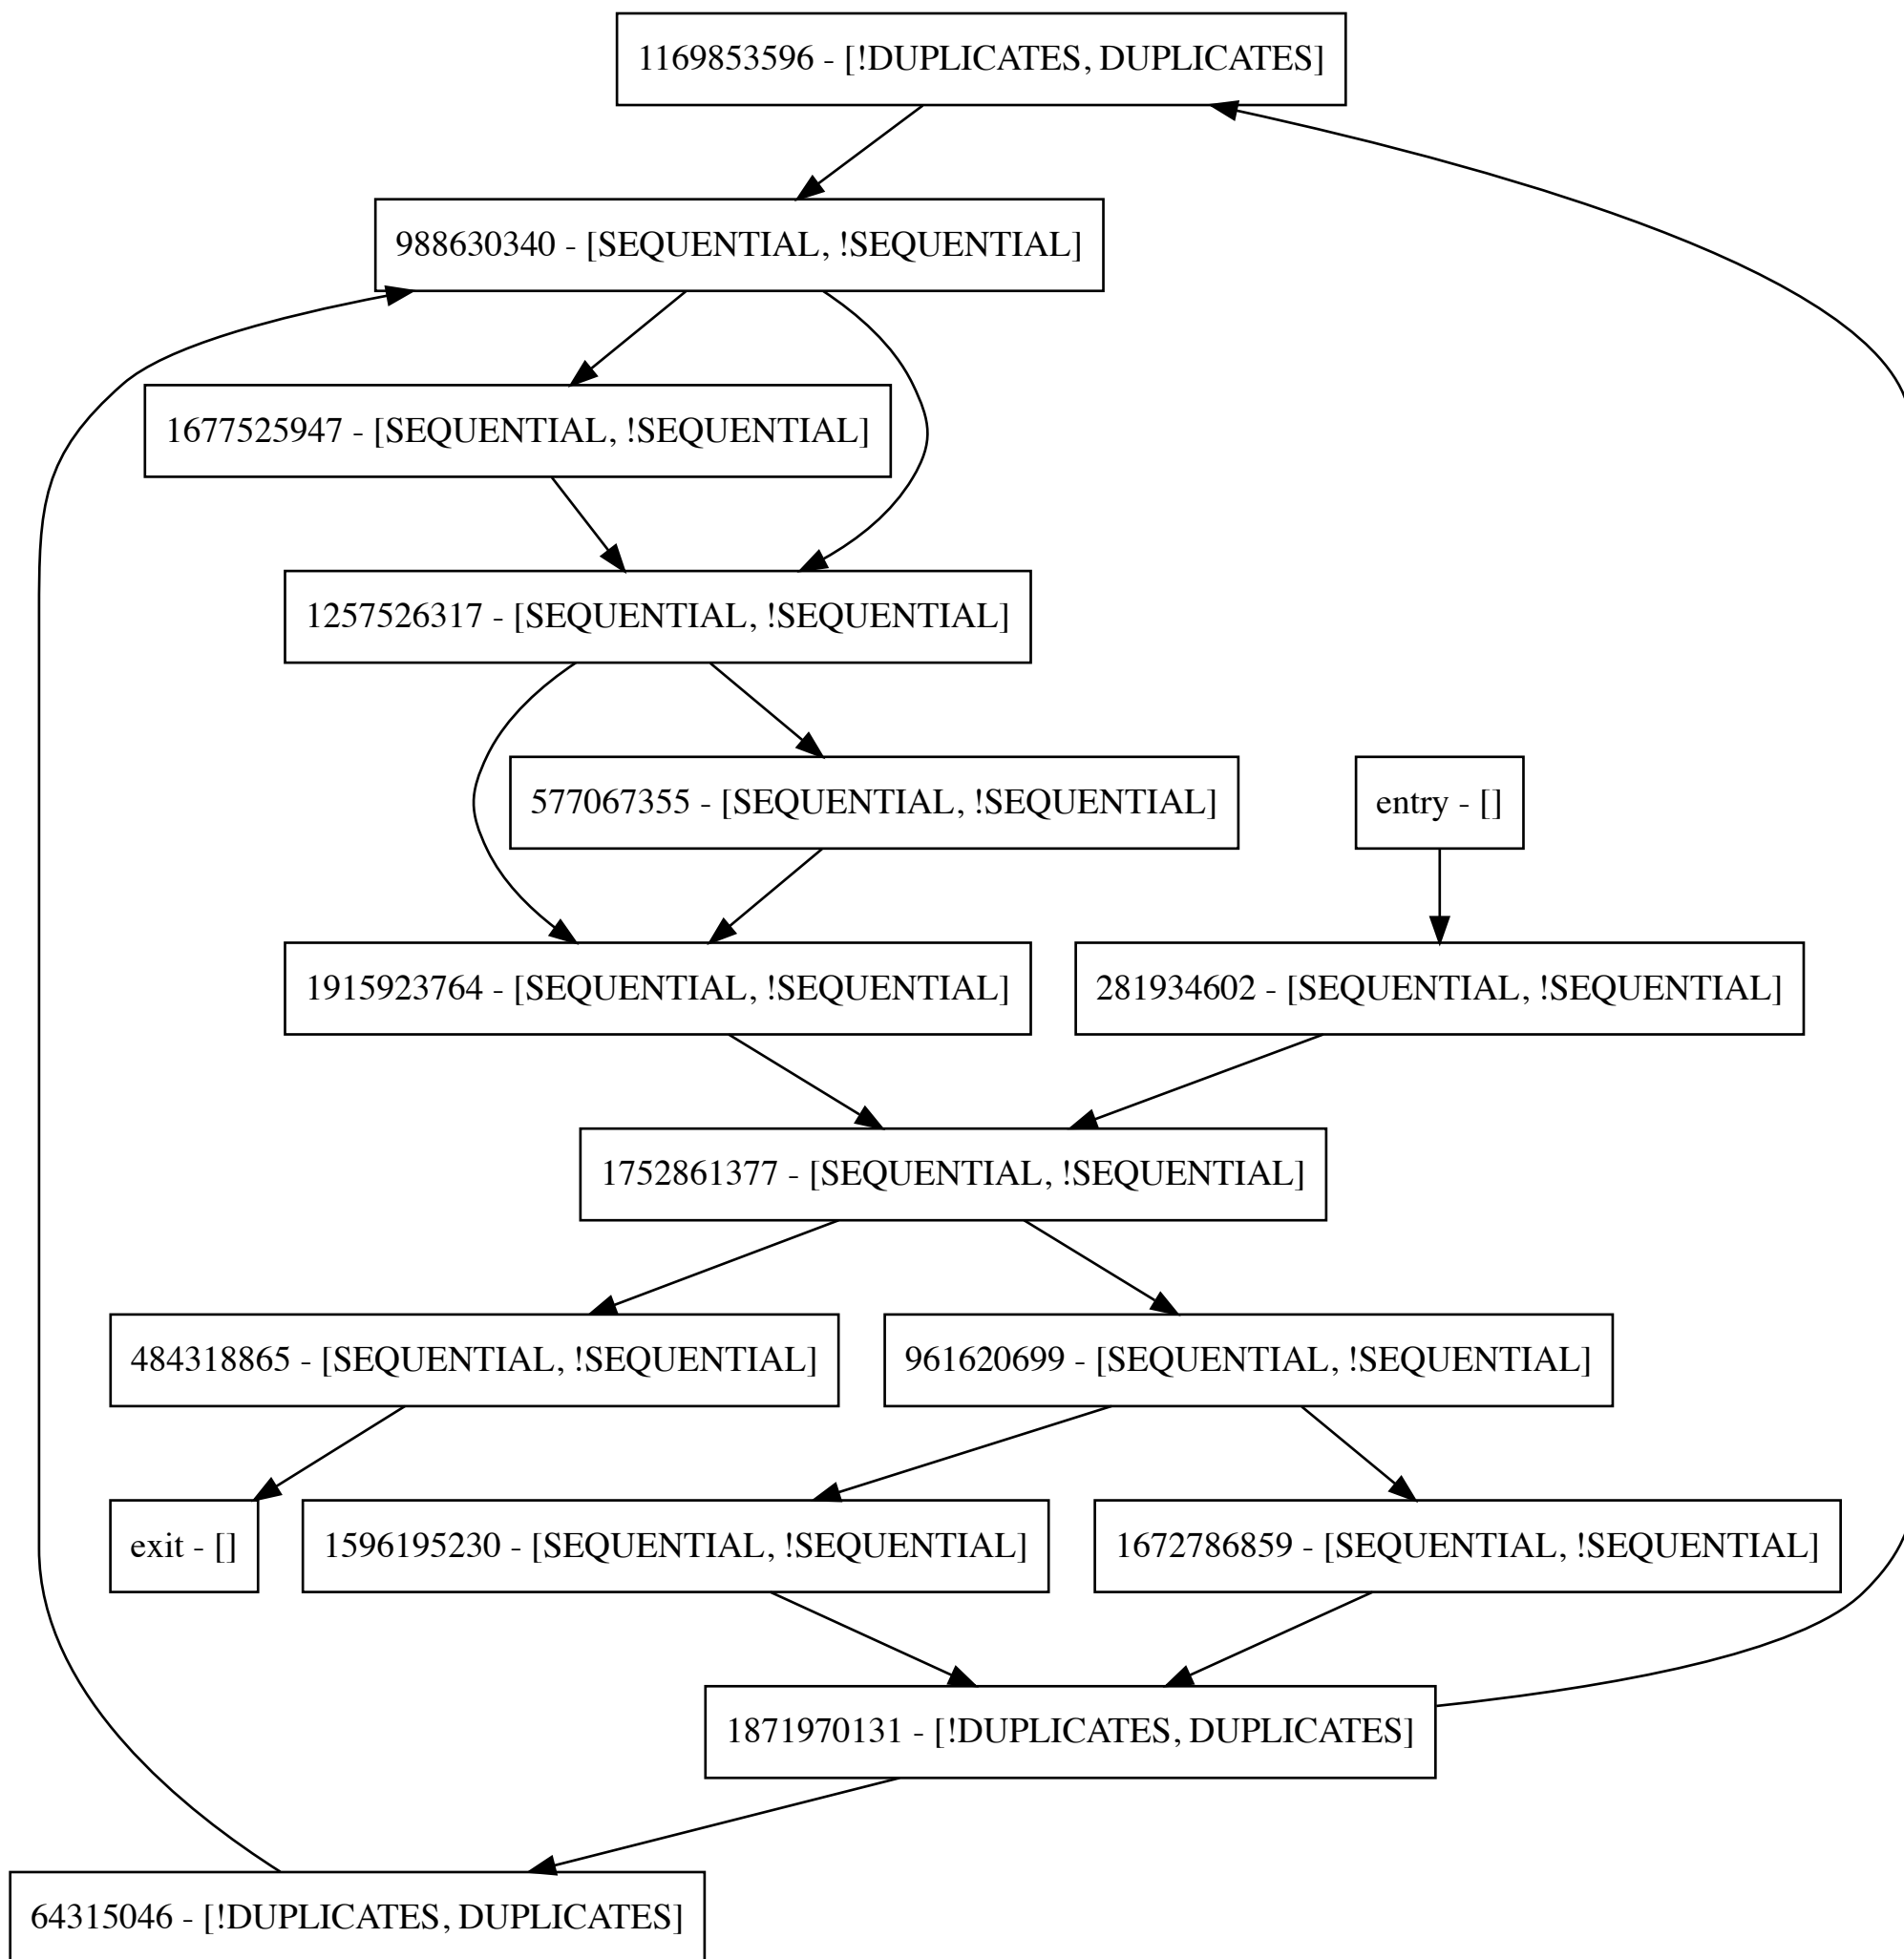 1169853596 - [!DUPLICATES, DUPLICATES]
988630340 - [SEQUENTIAL, !SEQUENTIAL]
1677525947 - [SEQUENTIAL, !SEQUENTIAL]
1257526317 - [SEQUENTIAL, !SEQUENTIAL]
577067355 - [SEQUENTIAL, !SEQUENTIAL]
entry - []
1915923764 - [SEQUENTIAL, !SEQUENTIAL]
281934602 - [SEQUENTIAL, !SEQUENTIAL]
1752861377 - [SEQUENTIAL, !SEQUENTIAL]
484318865 - [SEQUENTIAL, !SEQUENTIAL]
961620699 - [SEQUENTIAL, !SEQUENTIAL]
exit - []
1596195230 - [SEQUENTIAL, !SEQUENTIAL]
1672786859 - [SEQUENTIAL, !SEQUENTIAL]
1871970131 - [!DUPLICATES, DUPLICATES]
64315046 - [!DUPLICATES, DUPLICATES]